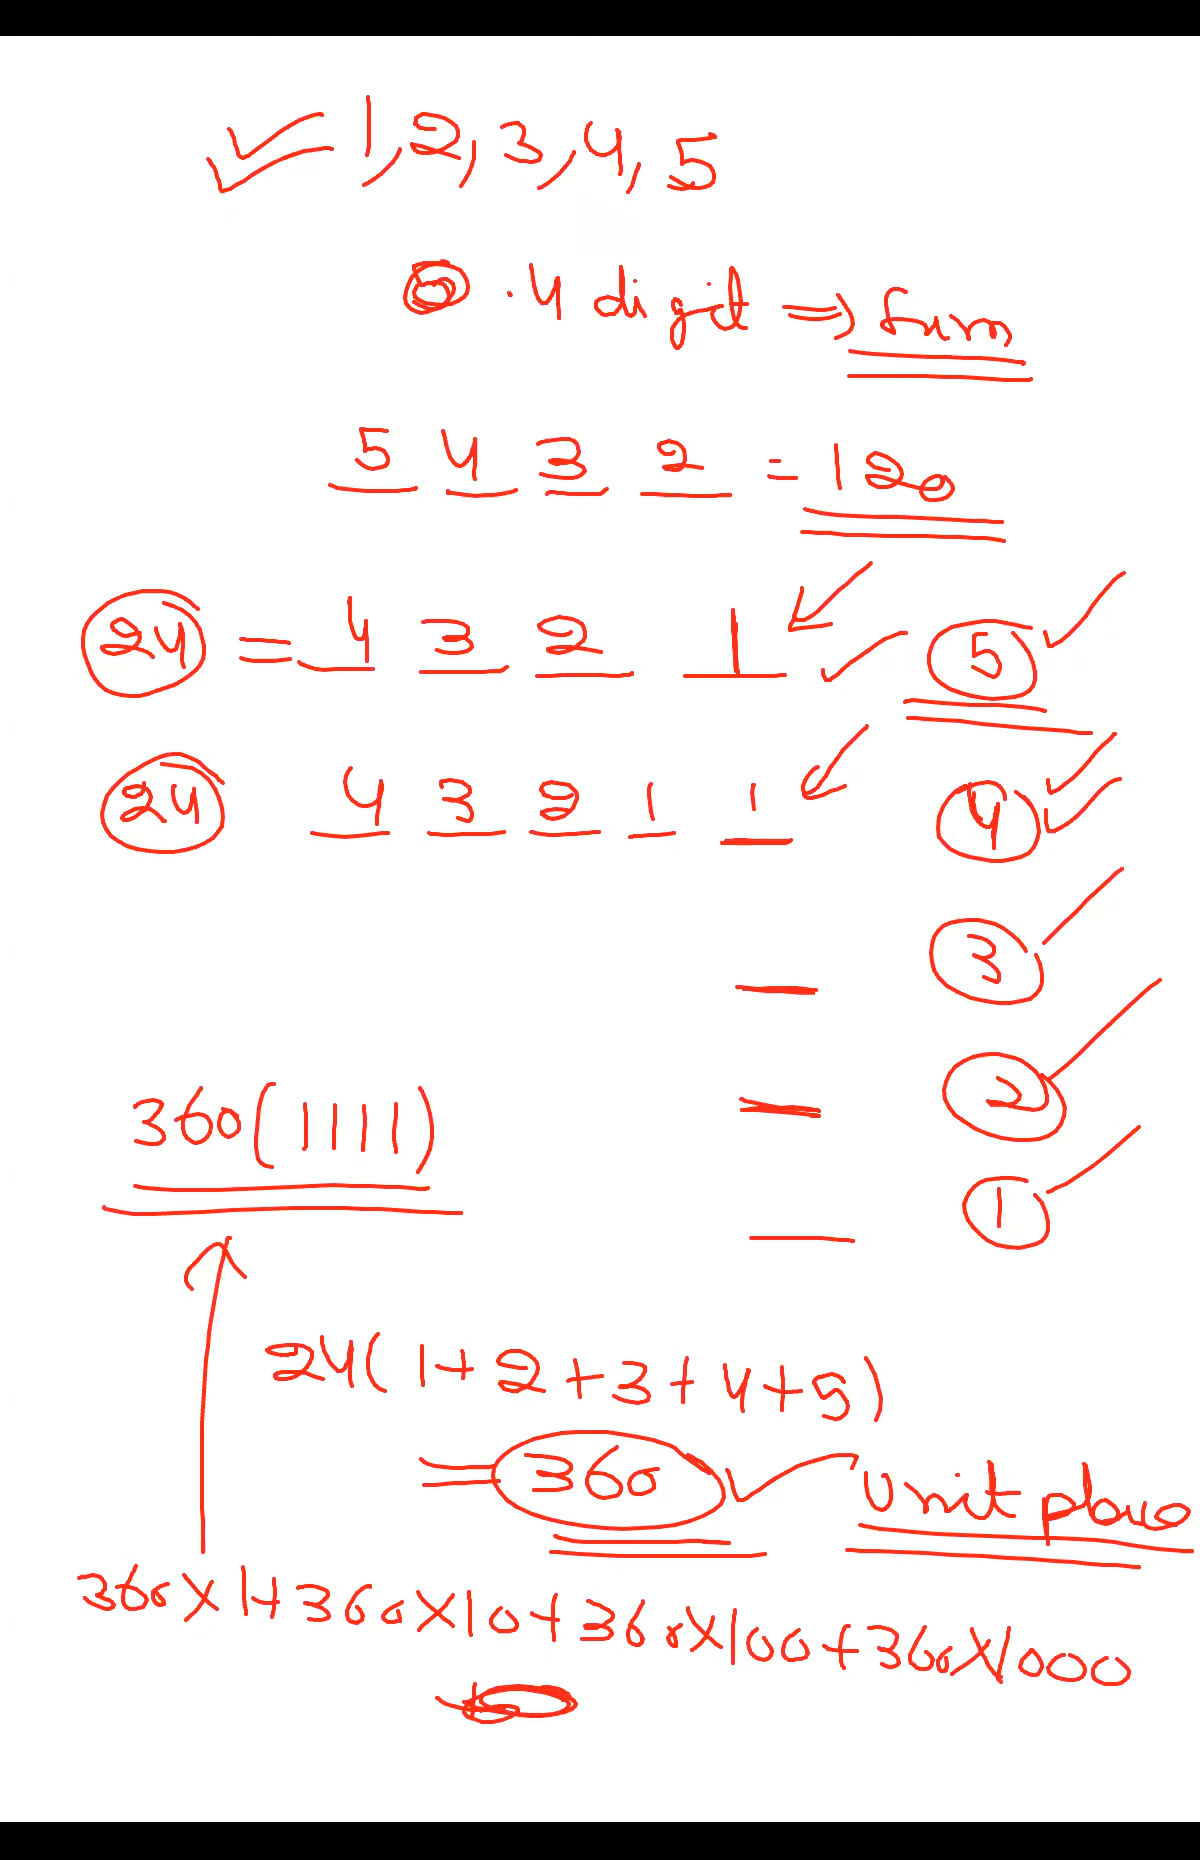 1, 2, 3, 4, 5
. 4 digit ⇒ Sum
5 4 3 2 = 120
24 = 4 3 2 1 5
24 4 3 2 1 1 4
3
2
360(1111)
1
24(1+2+3+4+5)
= 360 Unit place
360×1+360×10+360×100+360×1000